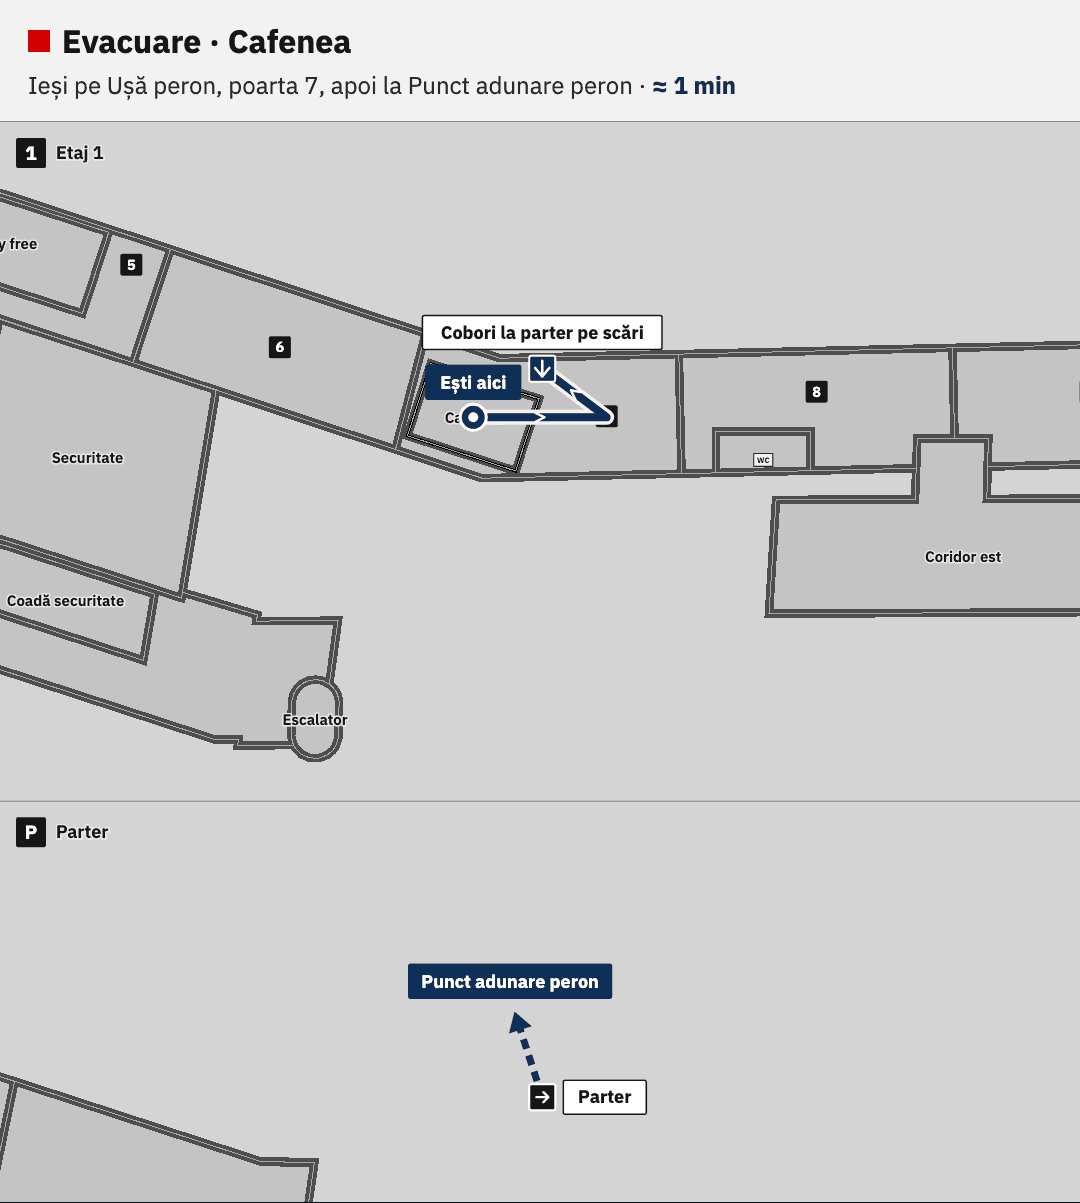 Evacuare · Cafenea
Ieși pe Ușă peron, poarta 7, apoi la Punct adunare peron · ≈ 1 min
1 Etaj 1
y free
5
6
Cobori la parter pe scări
Ești aici
8
WC
Securitate
Coridor est
Coadă securitate
Escalator
P Parter
Punct adunare peron
Parter